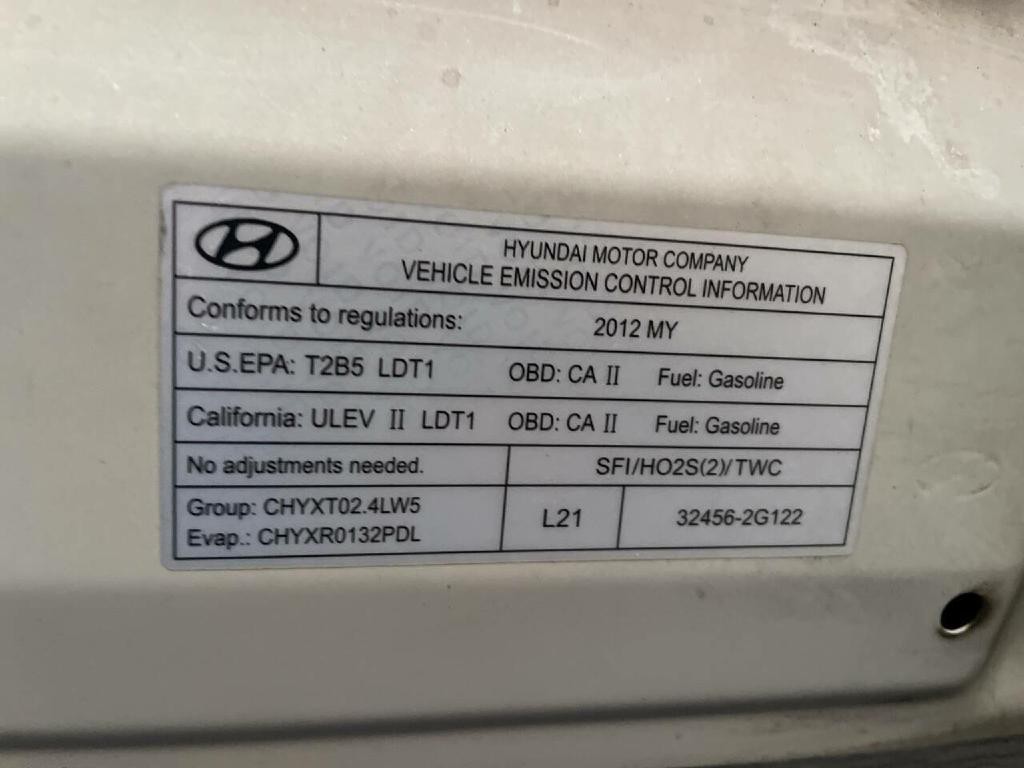 HYUNDAI MOTOR COMPANY
VEHICLE EMISSION CONTROL INFORMATION
Conforms to regulations: 2012 MY
U.S.EPA: T2B5 LDT1 OBD: CA II Fuel: Gasoline
California: ULEV II LDT1 OBD: CA II Fuel: Gasoline
No adjustments needed. SFI/HO2S(2)/TWC
Group: CHYXT02.4LW5
Evap.: CHYXR0132PDL
L21
32456-2G122